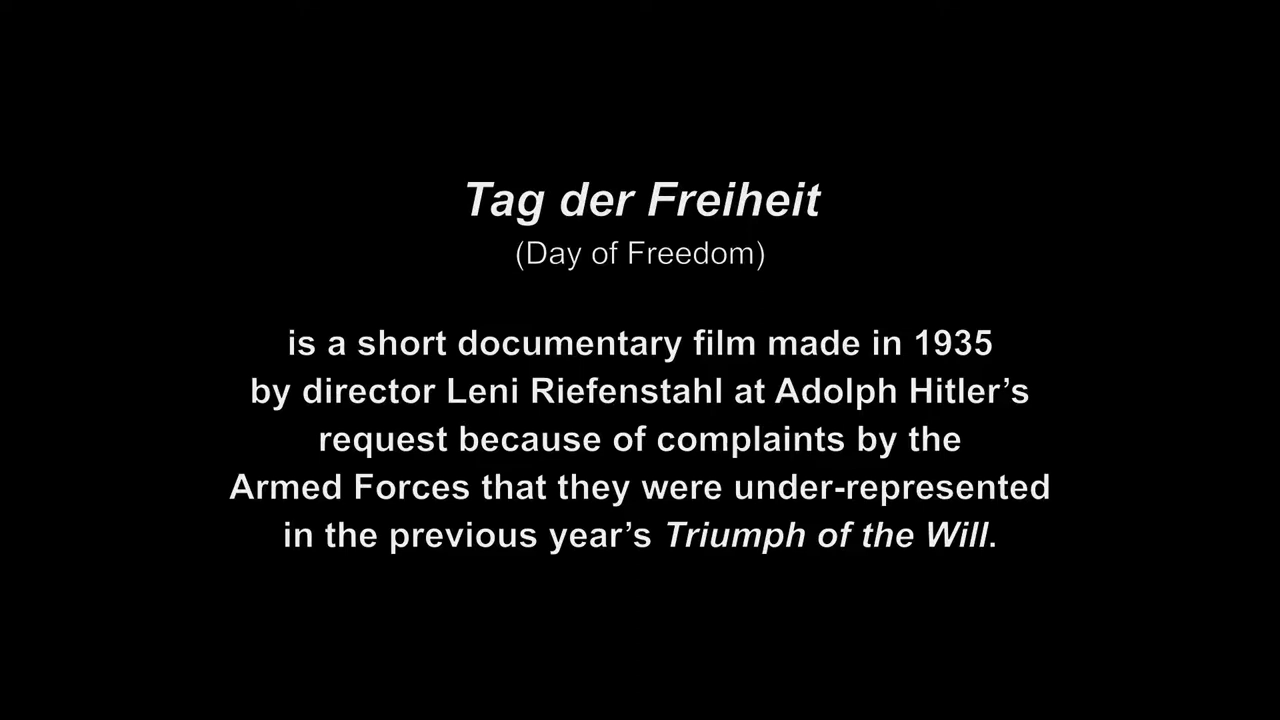 Tag der Freiheit
(Day of Freedom)
is a short documentary film made in 1935
by director Leni Riefenstahl at Adolph Hitler’s
request because of complaints by the
Armed Forces that they were under-represented
in the previous year’s Triumph of the Will.